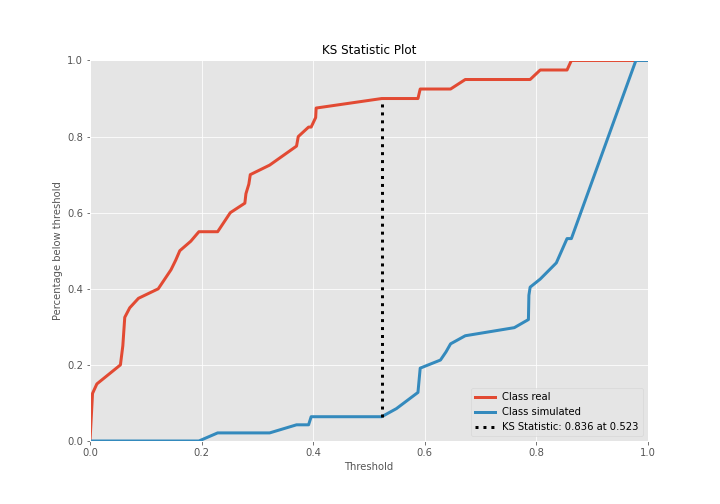 KS Statistic Plot
Percentage below threshold
1.0
0.8
0.6
0.4
0.2
0.0
0.0 0.2 0.4 0.6 0.8 1.0
Threshold
Class real
Class simulated
KS Statistic: 0.836 at 0.523